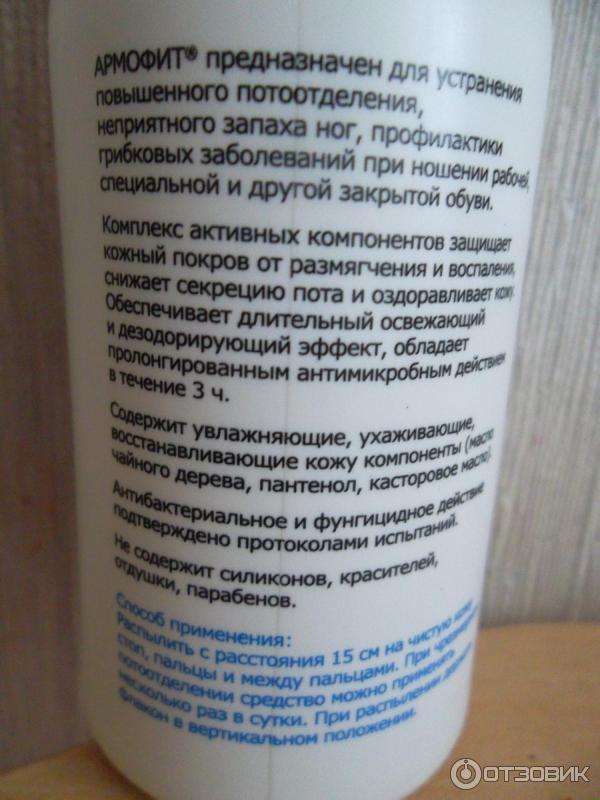 АРМОФИТ® предназначен для устранения
повышенного потоотделения,
неприятного запаха ног, профилактики
грибковых заболеваний при ношении рабочей,
специальной и другой закрытой обуви.
Комплекс активных компонентов защищает
кожный покров от размягчения и воспаления,
снижает секрецию пота и оздоравливает кожу.
Обеспечивает длительный освежающий
и дезодорирующий эффект, обладает
пролонгированным антимикробным действием
в течение 3 ч.
Содержит увлажняющие, ухаживающие,
восстанавливающие кожу компоненты (масло
чайного дерева, пантенол, касторовое масло).
Антибактериальное и фунгицидное действие
подтверждено протоколами испытаний.
Не содержит силиконов, красителей,
отдушки, парабенов.
Способ применения:
Распылить с расстояния 15 см на чистую кожу
стоп, пальцы и между пальцами. При чрезмерном
потоотделении средство можно применять
несколько раз в сутки. При распылении держать
флакон в вертикальном положении.
ОТЗОВИК